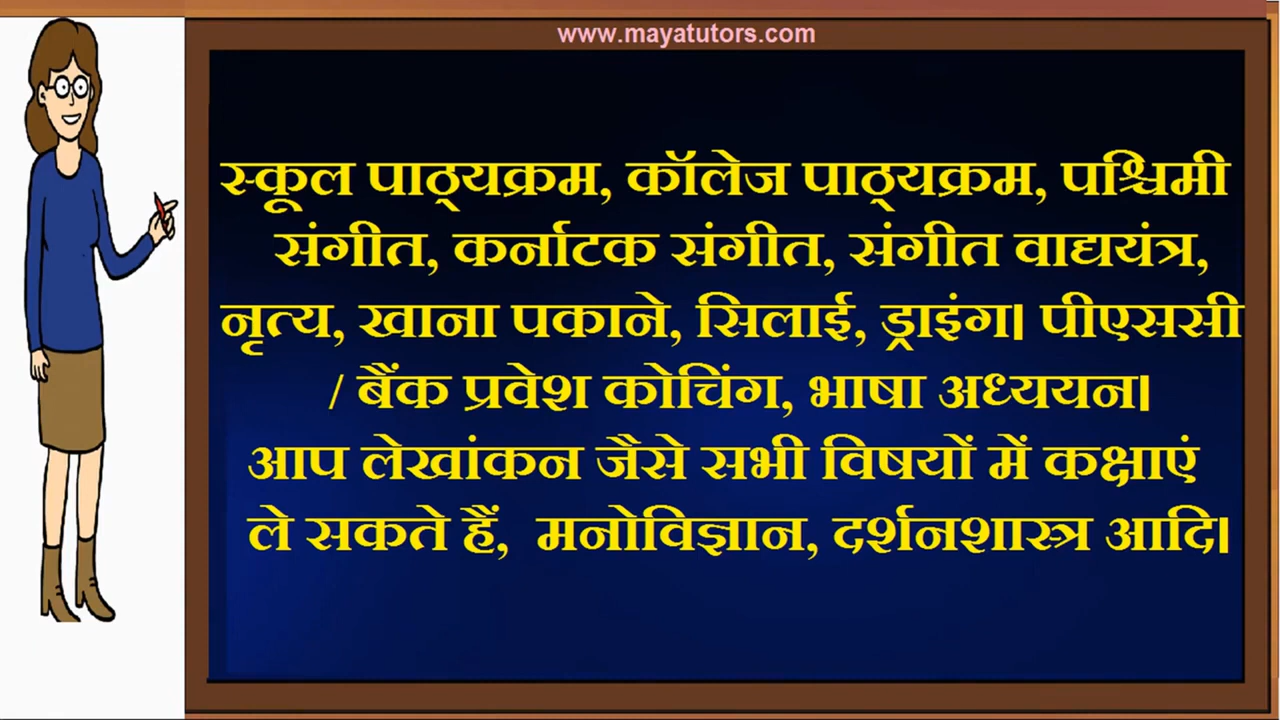 www.mayatutors.com
स्कूल पाठ्यक्रम, कॉलेज पाठ्यक्रम, पश्चिमी
संगीत, कर्नाटक संगीत, संगीत वाद्ययंत्र,
नृत्य, खाना पकाने, सिलाई, ड्राइंग। पीएससी
/ बैंक प्रवेश कोचिंग, भाषा अध्ययन।
आप लेखांकन जैसे सभी विषयों में कक्षाएं
ले सकते हैं, मनोविज्ञान, दर्शनशास्त्र आदि।